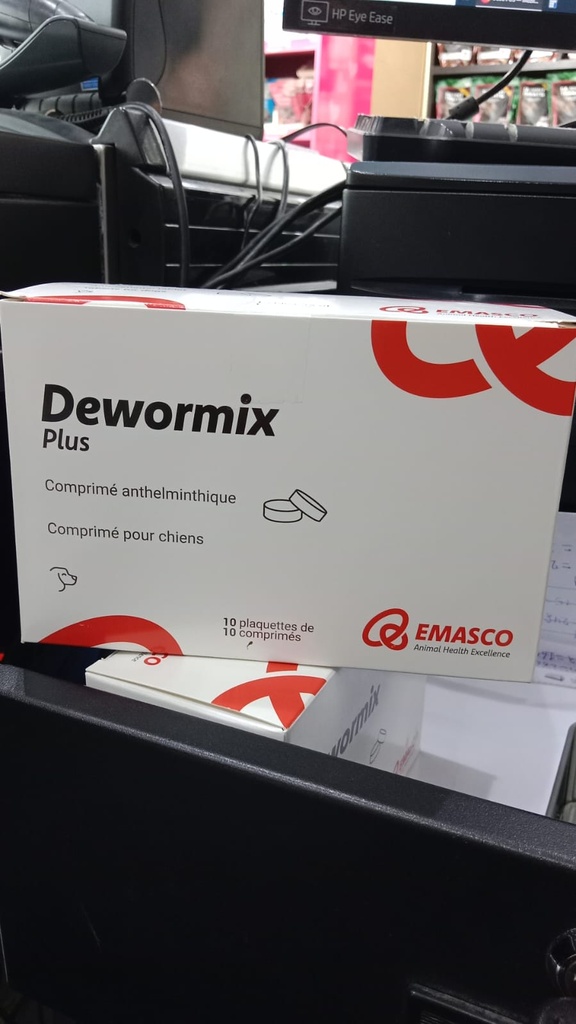 HP Eye Ease
EMASCO
Dewormix
Plus
Comprimé anthelminthique
Comprimé pour chiens
10 plaquettes de
10 comprimés
EMASCO
Animal Health Excellence